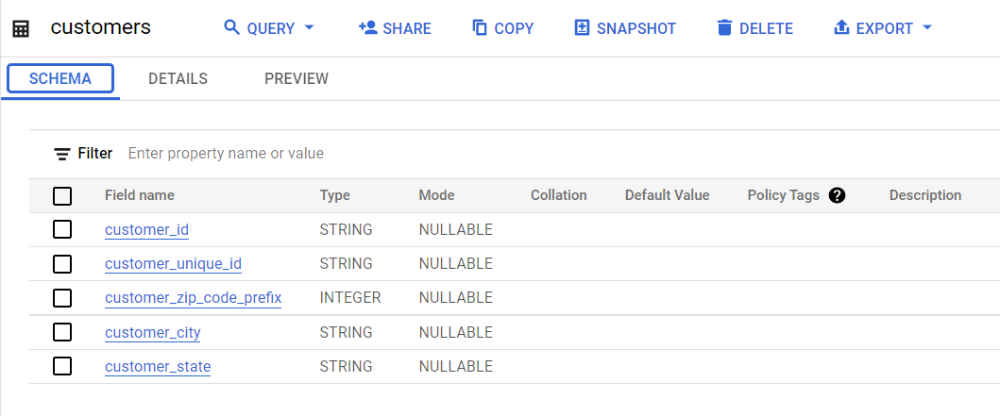 customers QUERY SHARE COPY SNAPSHOT DELETE EXPORT
SCHEMA DETAILS PREVIEW
Filter Enter property name or value
Field name Type Mode Collation Default Value Policy Tags ? Description
customer_id STRING NULLABLE
customer_unique_id STRING NULLABLE
customer_zip_code_prefix INTEGER NULLABLE
customer_city STRING NULLABLE
customer_state STRING NULLABLE